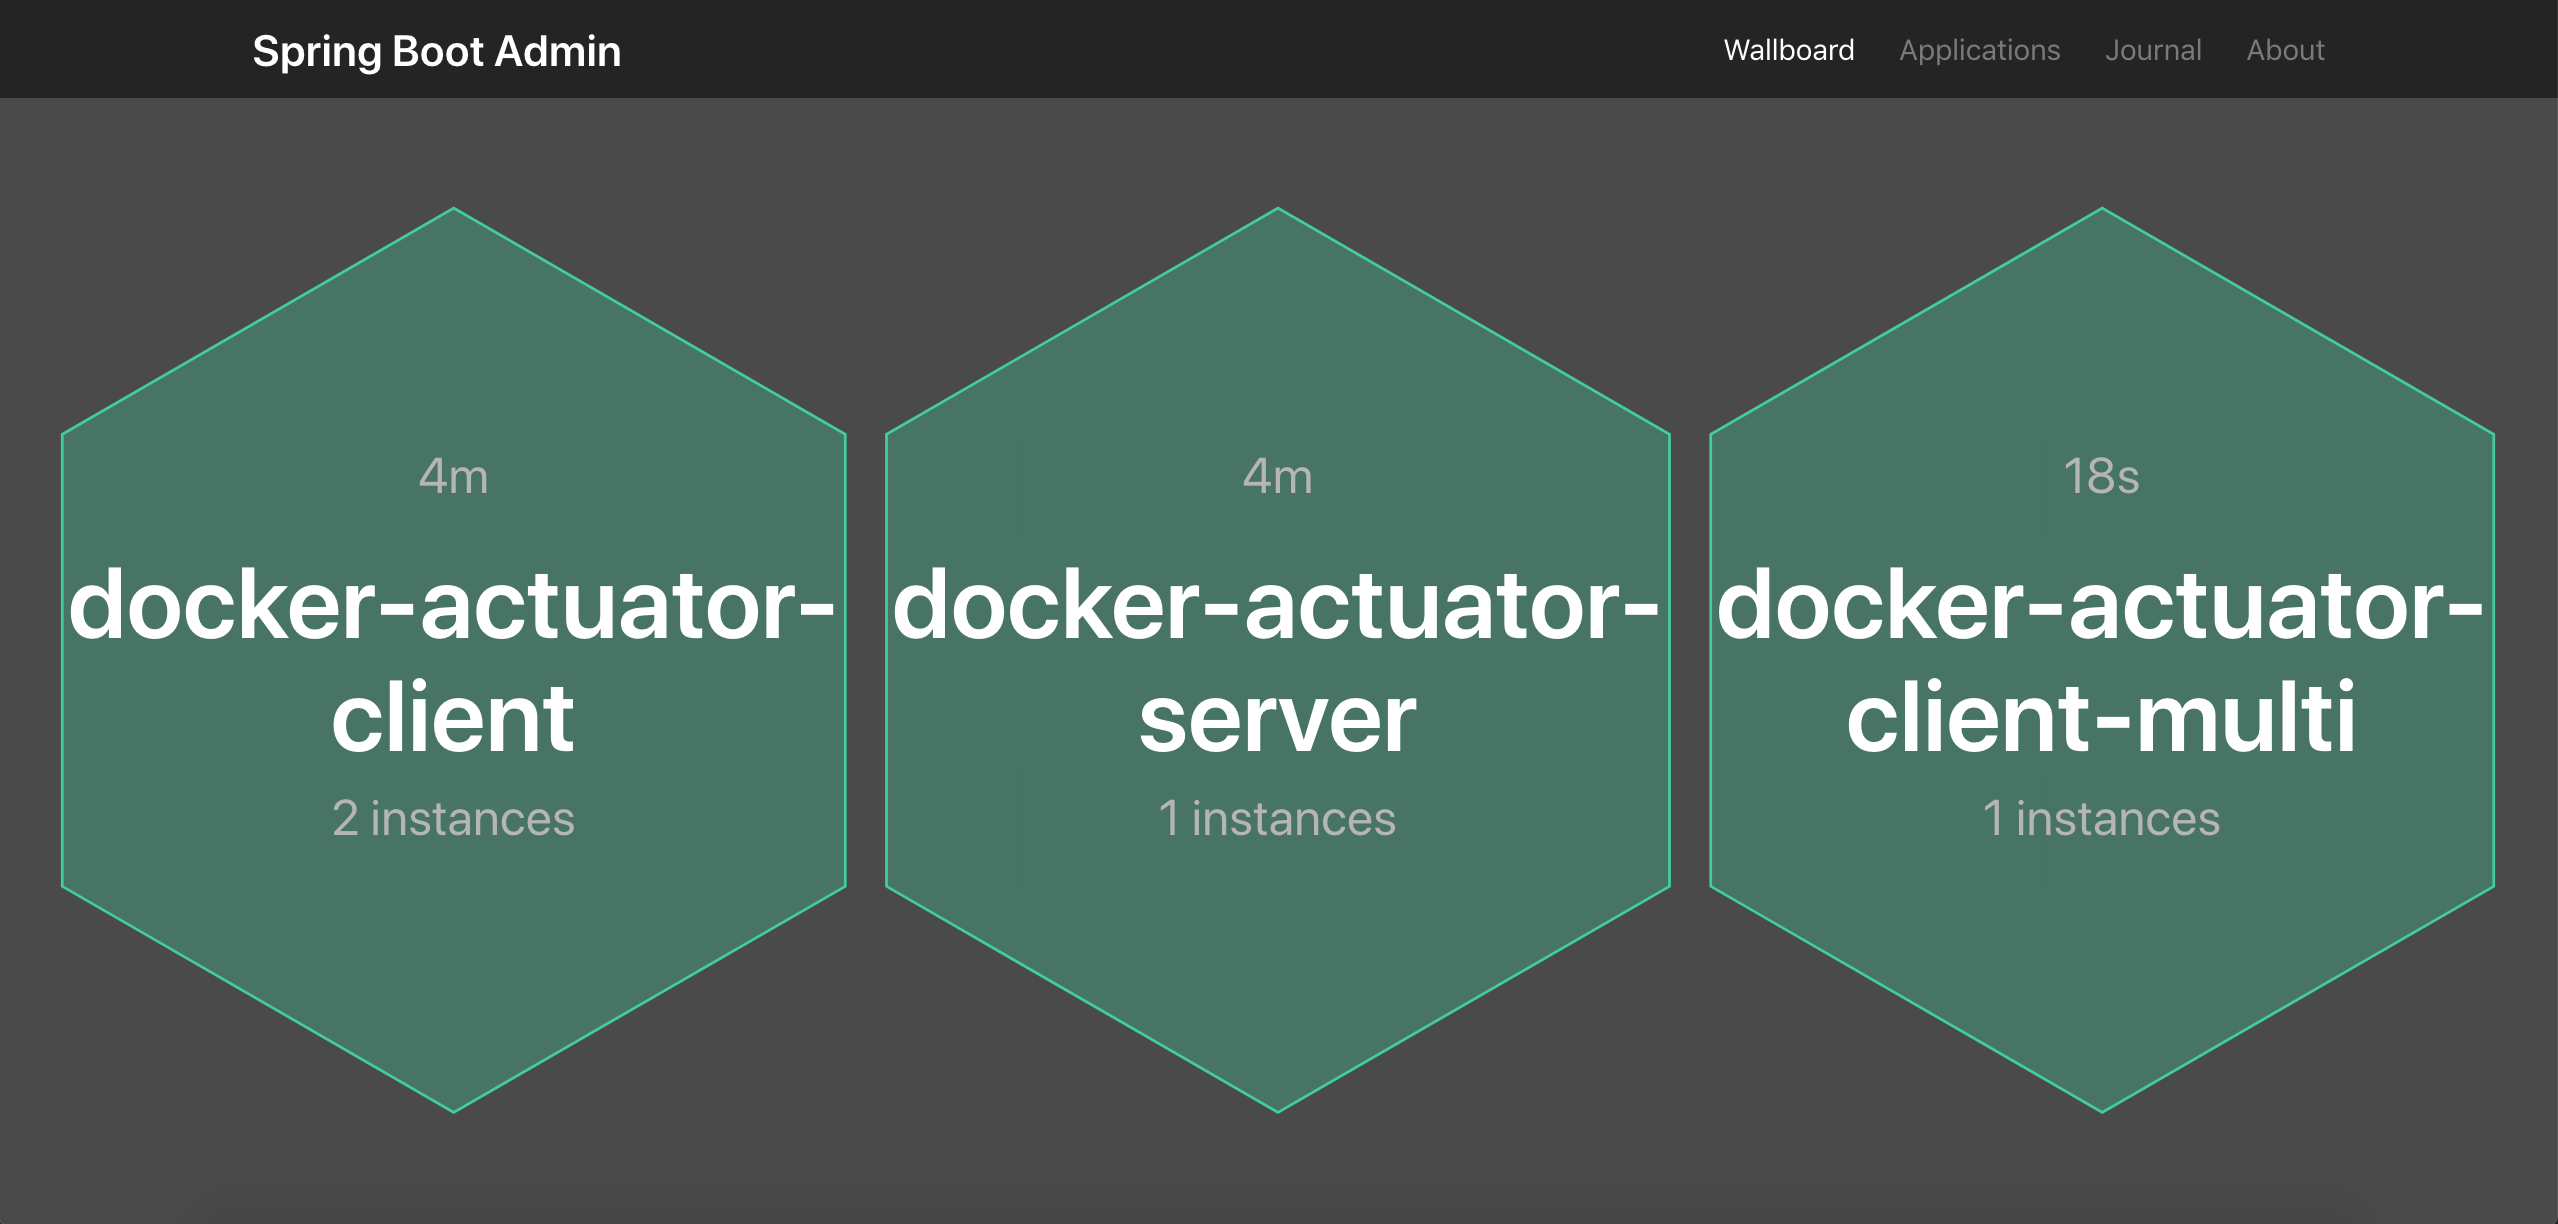 Spring Boot Admin
Wallboard Applications Journal About
4m
docker-actuator-
client
2 instances
4m
docker-actuator-
server
1 instances
18s
docker-actuator-
client-multi
1 instances